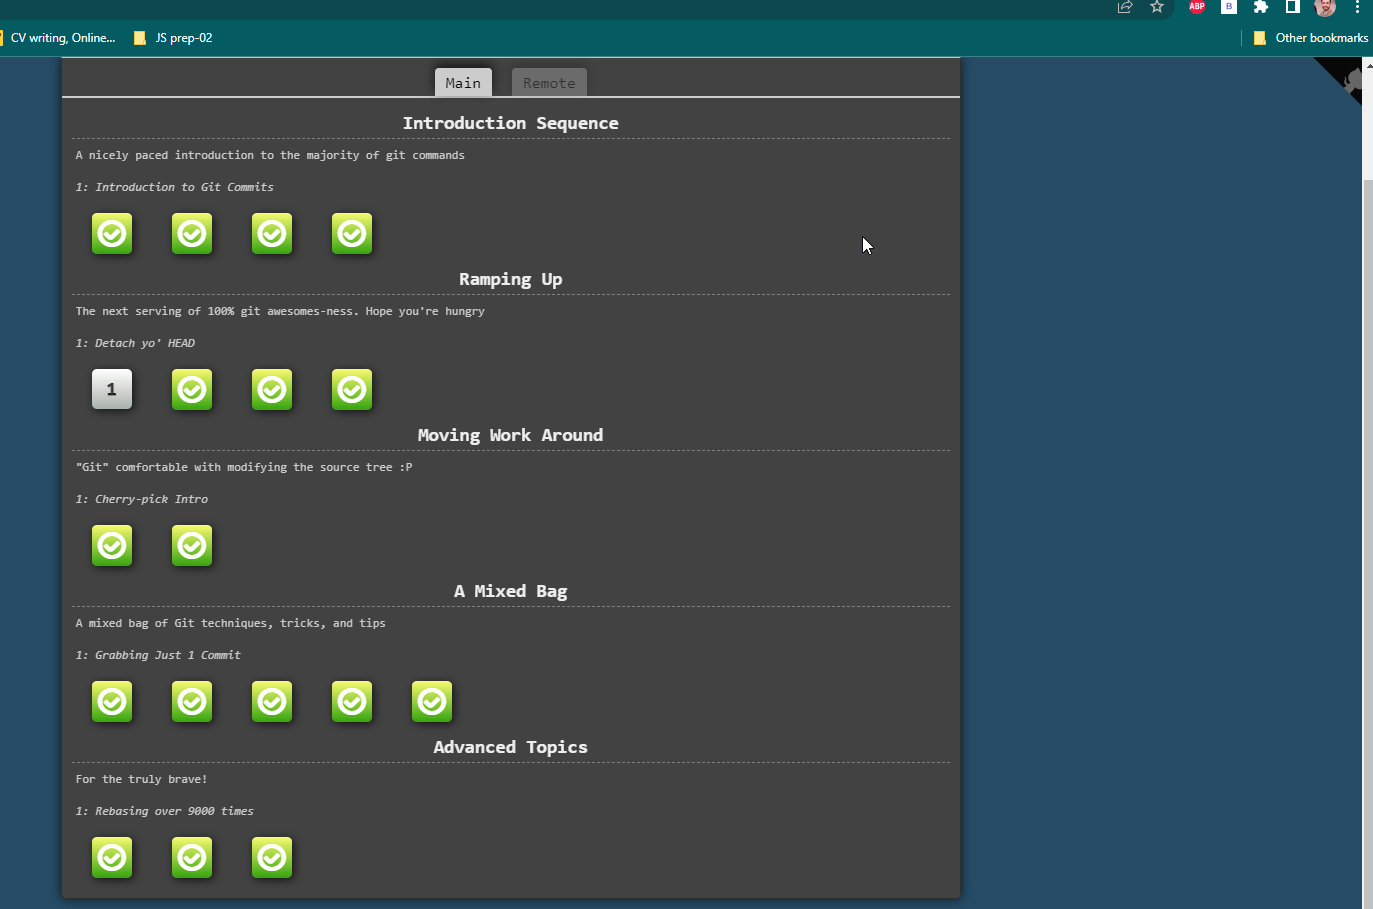 ABP
B
CV writing, Online...
JS prep-02
Other bookmarks
Main
Remote
Introduction Sequence
A nicely paced introduction to the majority of git commands
1: Introduction to Git Commits
Ramping Up
The next serving of 100% git awesomes-ness. Hope you're hungry
1: Detach yo' HEAD
1
Moving Work Around
"Git" comfortable with modifying the source tree :P
1: Cherry-pick Intro
A Mixed Bag
A mixed bag of Git techniques, tricks, and tips
1: Grabbing Just 1 Commit
Advanced Topics
For the truly brave!
1: Rebasing over 9000 times